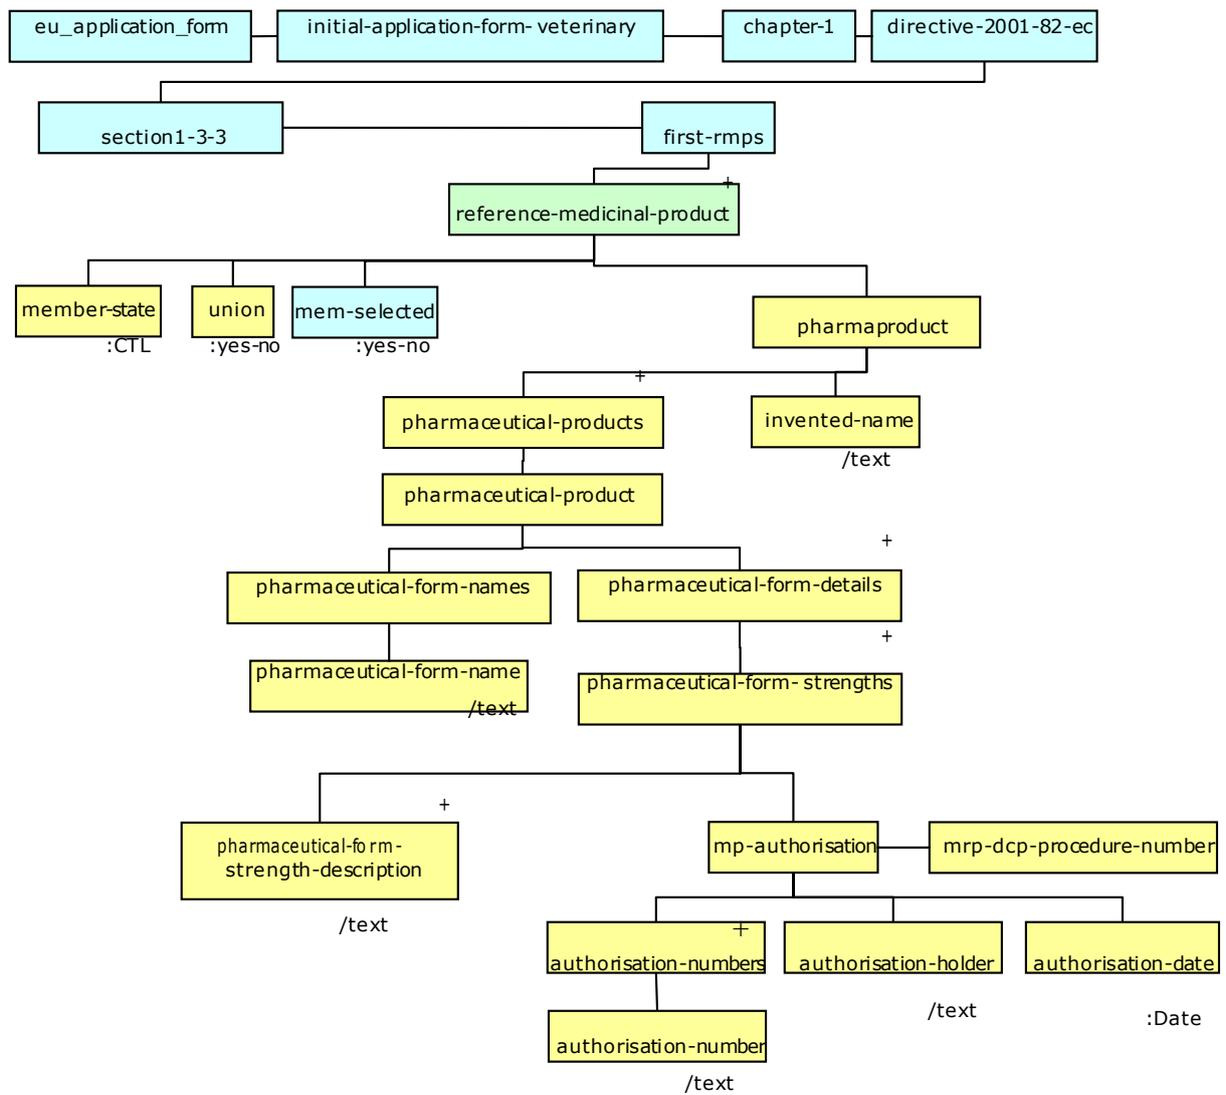 eu_application_form
initial-application-form- veterinary
chapter-1
directive-2001-82-ec
section1-3-3
first-rmps
+
reference-medicinal-product
member-state
:CTL
union
:yes-no
mem-selected
:yes-no
pharmaproduct
+
pharmaceutical-products
invented-name
/text
pharmaceutical-product
+
pharmaceutical-form-names
pharmaceutical-form-details
+
pharmaceutical-form-name
/text
pharmaceutical-form- strengths
+
pharmaceutical-form-
strength-description
/text
mp-authorisation
mrp-dcp-procedure-number
+
authorisation-numbers
authorisation-holder
/text
authorisation-date
:Date
authorisation-number
/text